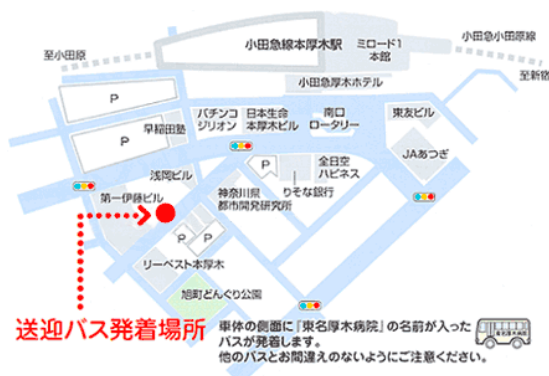 小田急線本厚木駅
ミロード1
本館
小田急小田原線
至小田原
至新宿
小田急厚木ホテル
P
パチンコ
ジリオン
日本生命
本厚木ビル
南口
ロータリー
東友ビル
早稲田塾
P
JAあつぎ
浅岡ビル
P
全日空
ハピネス
りそな銀行
第一伊藤ビル
神奈川県
都市開発研究所
P
P
リーベスト本厚木
旭町どんぐり公園
送迎バス発着場所
車体の側面に『東名厚木病院』の名前が入った
バスが発着します。
他のバスとお間違えのないようにご注意ください。
東名厚木病院